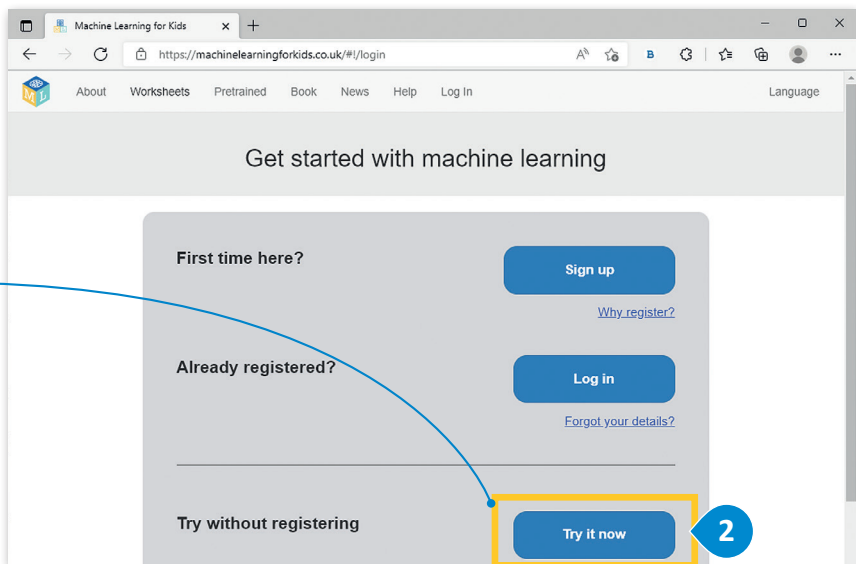 Machine Learning for Kids
https://machinelearningforkids.co.uk/#!/login
About Worksheets Pretrained Book News Help Log In Language
Get started with machine learning
First time here?
Sign up
Why register?
Already registered?
Log in
Forgot your details?
Try without registering
Try it now
2